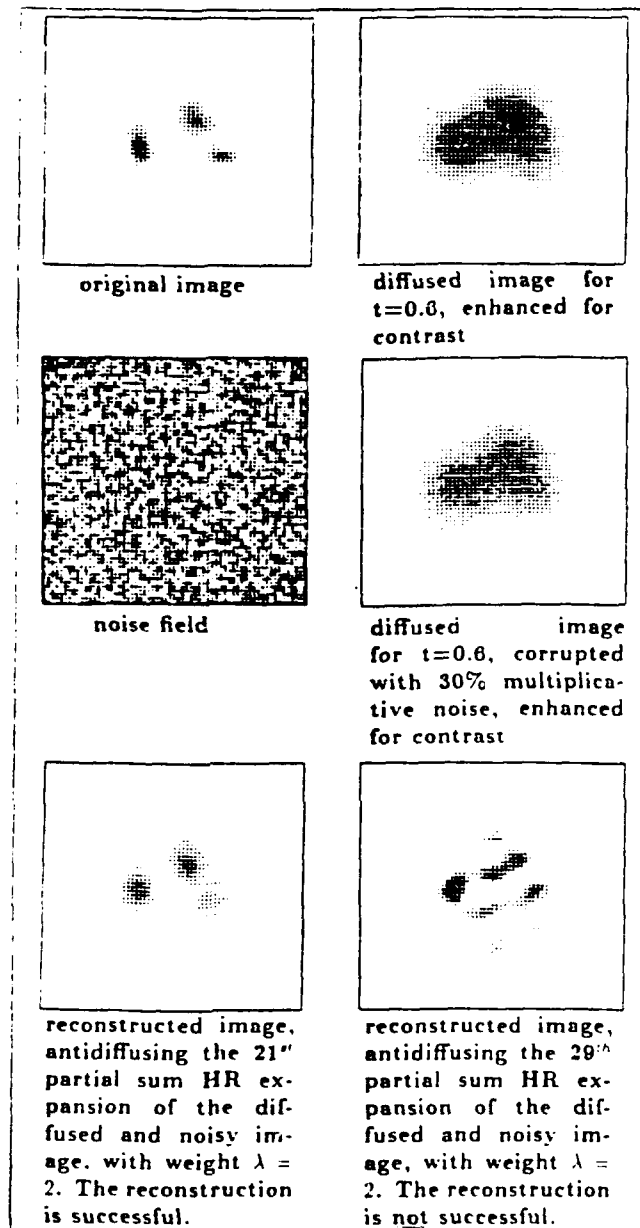 original image
diffused image for
t=0.6, enhanced for
contrast
noise field
diffused image
for t=0.6, corrupted
with 30% multiplica-
tive noise, enhanced
for contrast
reconstructed image,
antidiffusing the 21st
partial sum HR ex-
pansion of the dif-
fused and noisy im-
age. with weight λ =
2. The reconstruction
is successful.
reconstructed image,
antidiffusing the 29th
partial sum HR ex-
pansion of the dif-
fused and noisy im-
age, with weight λ =
2. The reconstruction
is not successful.